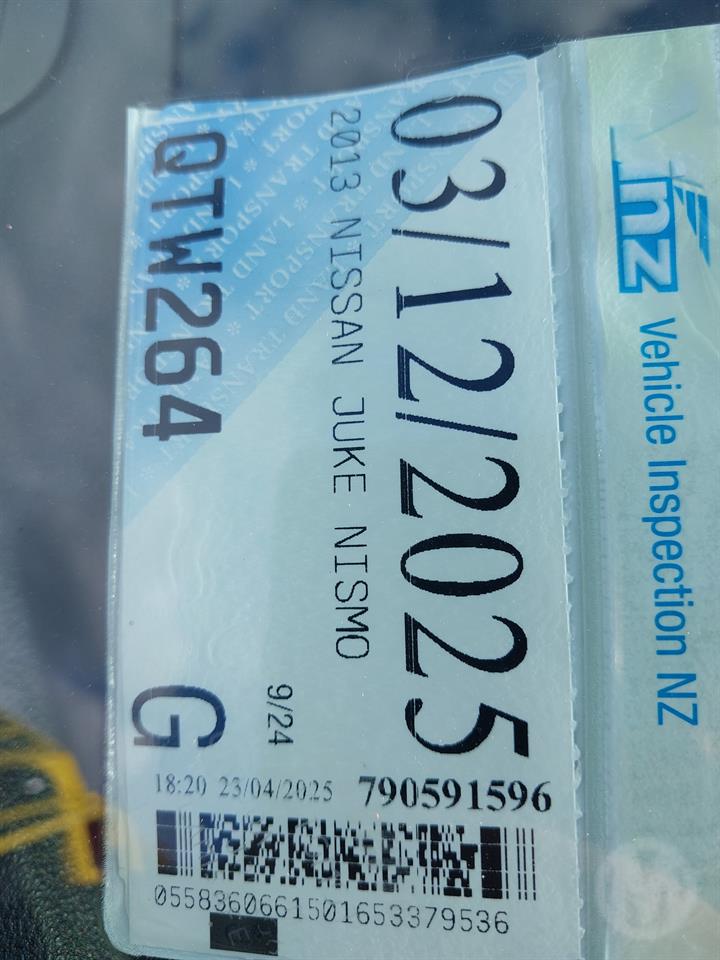 Vinz
Vehicle Inspection NZ
03/12/2025
2013 NISSAN JUKE NISMO
9/24
QTW264
G
18:20 23/04/2025 790591596
0558360661501653379536